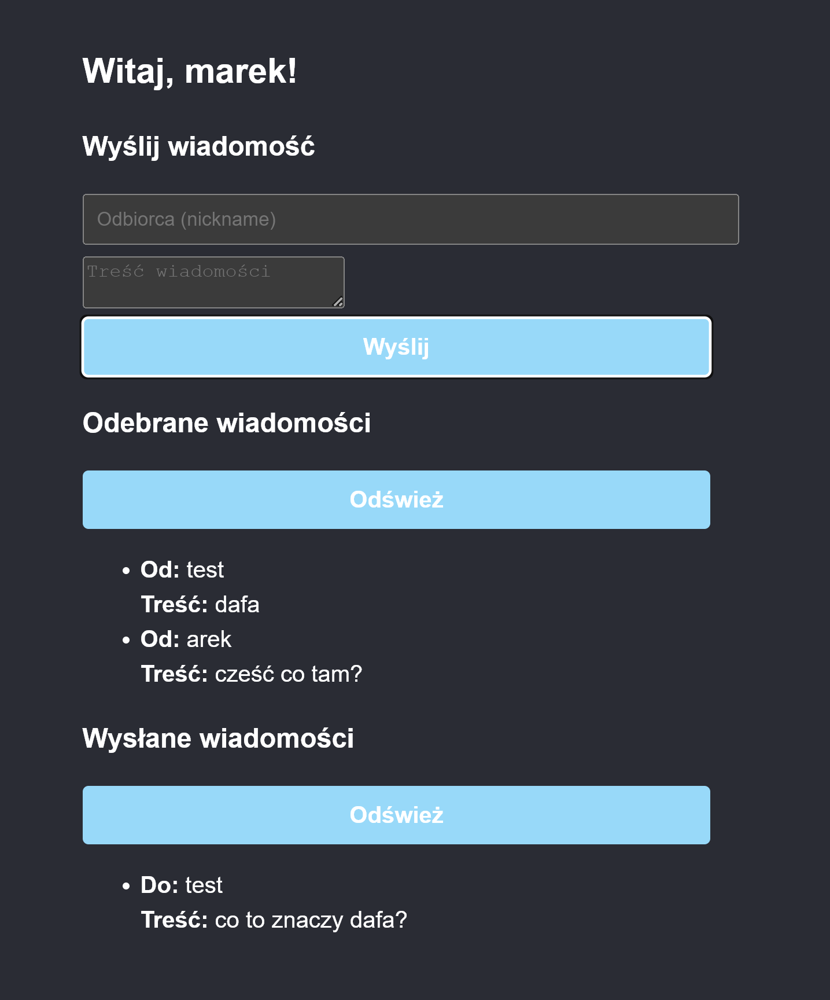 Witaj, marek!
Wyślij wiadomość
Odbiorca (nickname)
Treść wiadomości
Wyślij
Odebrane wiadomości
Odśwież
Od: test
Treść: dafa
Od: arek
Treść: cześć co tam?
Wysłane wiadomości
Odśwież
Do: test
Treść: co to znaczy dafa?